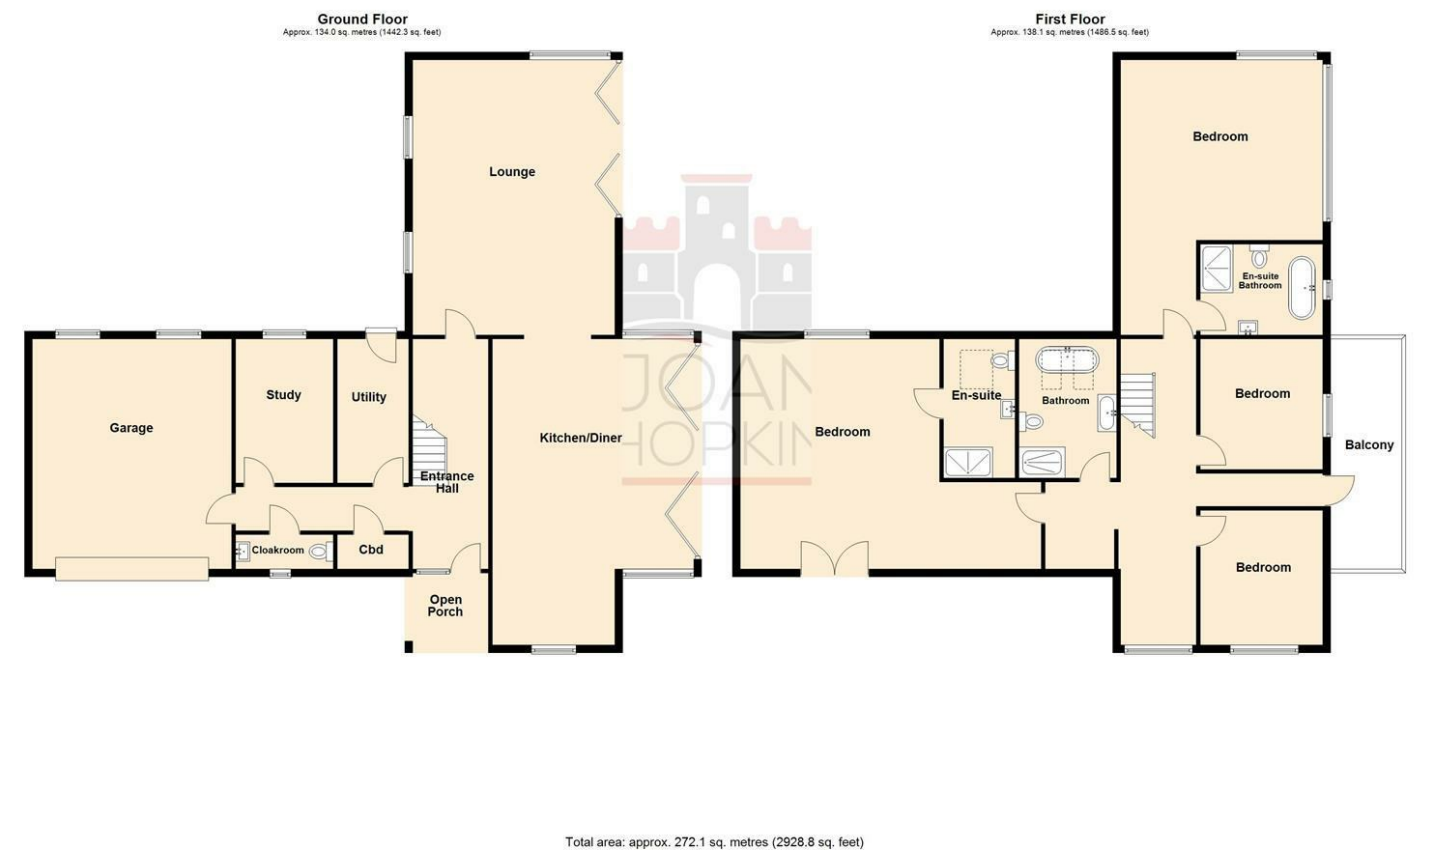 Ground Floor
Approx. 134.0 sq. metres (1442.3 sq. feet)
First Floor
Approx. 138.1 sq. metres (1486.5 sq. feet)
Lounge
Garage
Study
Utility
Entrance
Hall
Kitchen/Diner
Cloakroom
Cbd
Open
Porch
JOAN
HOPKIN
Bedroom
En-suite
Bathroom
Bedroom
En-suite
Bathroom
Bedroom
Balcony
Bedroom
Total area: approx. 272.1 sq. metres (2928.8 sq. feet)